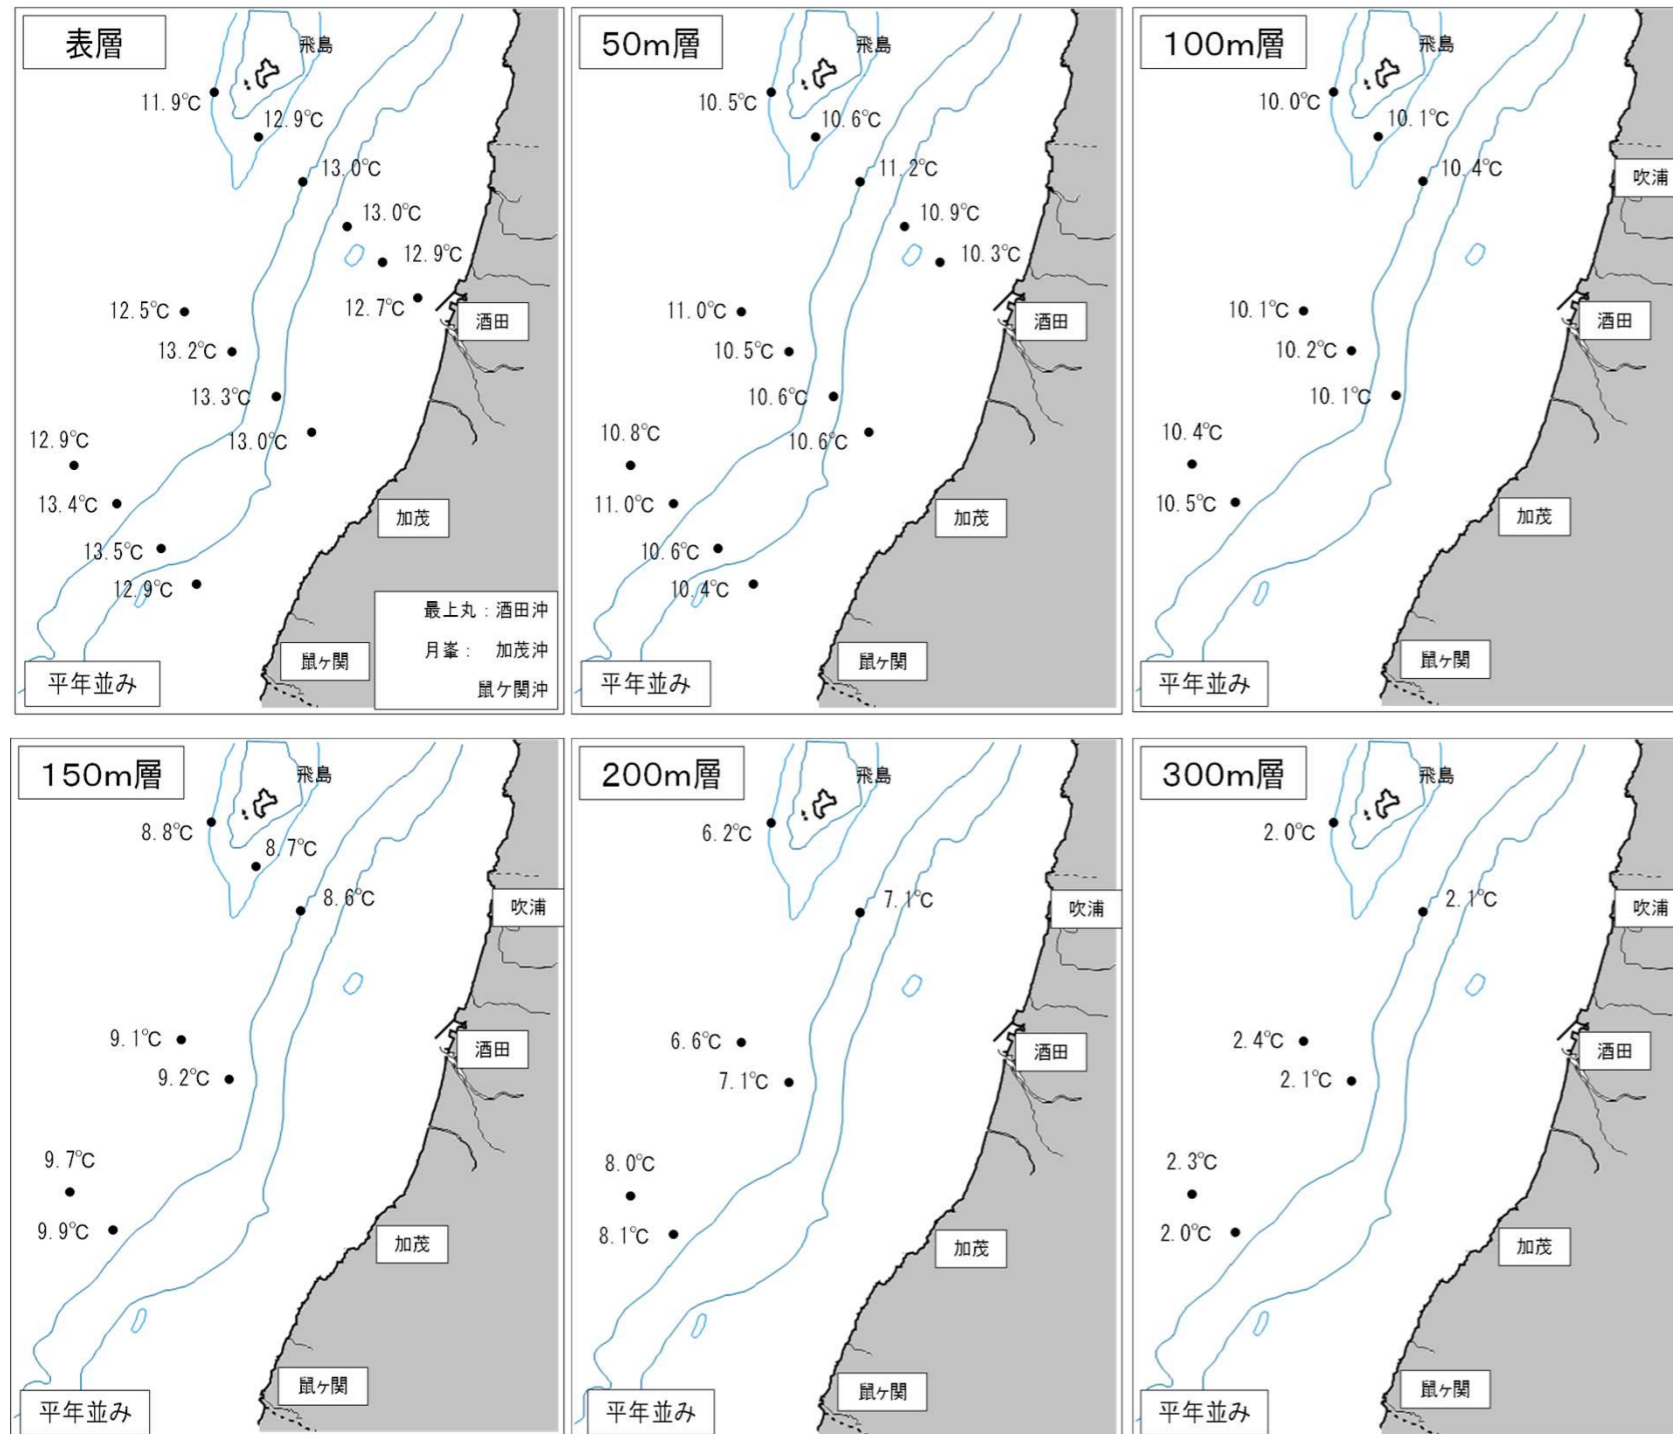 表層
飛島
11.9℃
12.9℃
13.0℃
13.0℃
12.9℃
12.7℃
12.5℃
酒田
13.2℃
13.3℃
13.0℃
12.9℃
13.4℃
加茂
13.5℃
12.9℃
最上丸：酒田沖
月峯： 加茂沖
鼠ケ関沖
鼠ヶ関
平年並み
50m層
飛島
10.5℃
10.6℃
11.2℃
10.9℃
10.3℃
11.0℃
酒田
10.5℃
10.6℃
10.6℃
10.8℃
11.0℃
加茂
10.6℃
10.4℃
鼠ヶ関
平年並み
100m層
飛島
10.0℃
10.1℃
10.4℃
吹浦
10.1℃
酒田
10.2℃
10.1℃
10.4℃
10.5℃
加茂
鼠ヶ関
平年並み
150m層
飛島
8.8℃
8.7℃
8.6℃
吹浦
9.1℃
酒田
9.2℃
9.7℃
9.9℃
加茂
鼠ヶ関
平年並み
200m層
飛島
6.2℃
7.1℃
吹浦
6.6℃
酒田
7.1℃
8.0℃
8.1℃
加茂
鼠ヶ関
平年並み
300m層
飛島
2.0℃
2.1℃
吹浦
2.4℃
酒田
2.1℃
2.3℃
2.0℃
加茂
鼠ヶ関
平年並み